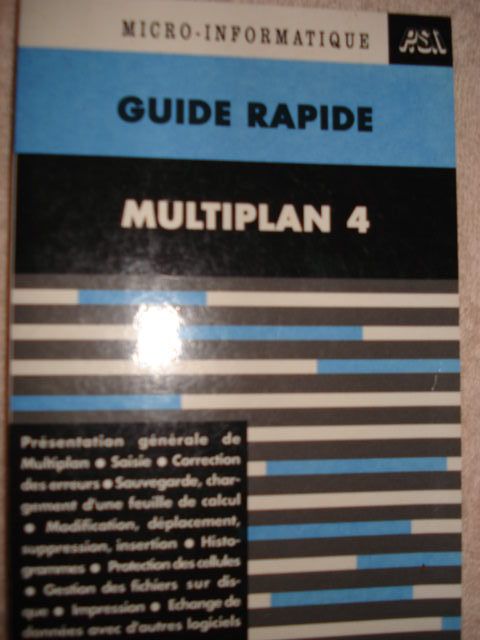 MICRO-INFORMATIQUE
P.S.I.
GUIDE RAPIDE
MULTIPLAN 4
Présentation générale de
Multiplan • Saisie • Correction
des erreurs • Sauvegarde, char-
gement d'une feuille de calcul
• Modification, déplacement,
suppression, insertion • Histo-
grammes • Protection des cellules
• Gestion des fichiers sur dis-
que • Impression • Echange de
données avec d'autres logiciels